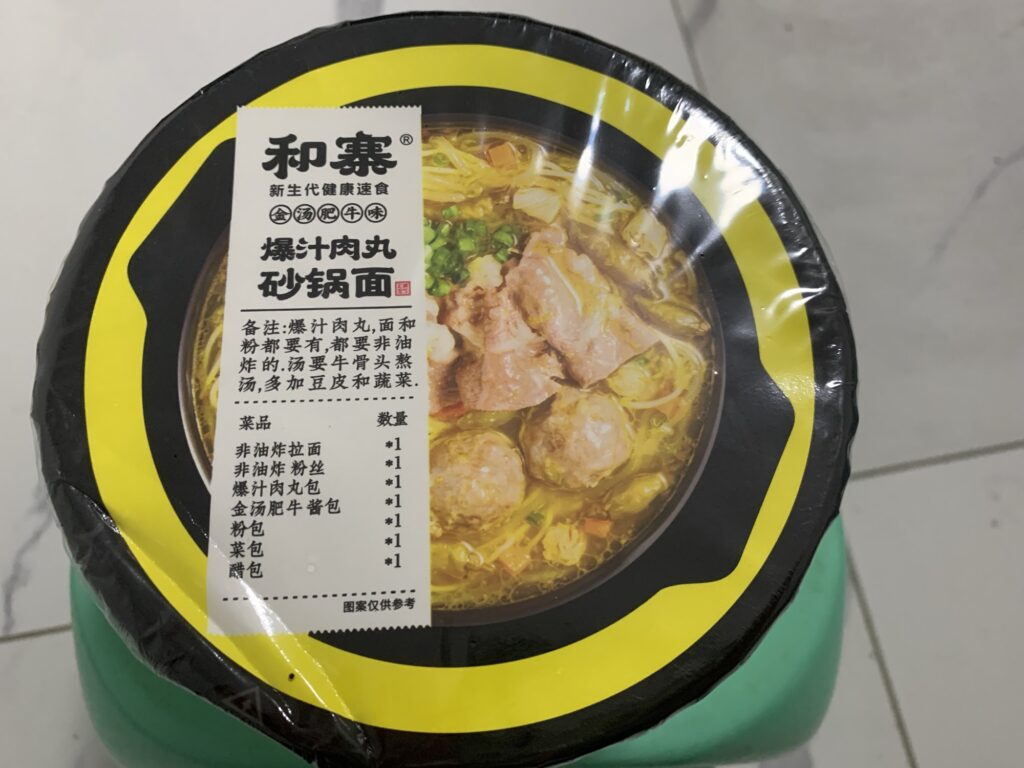 和寨®
新生代健康速食
金汤肥牛味
爆汁肉丸
砂锅面
备注:爆汁肉丸,面和
粉都要有,都要非油
炸的.汤要牛骨头熬
汤,多加豆皮和蔬菜.
菜品 数量
非油炸拉面 *1
非油炸粉丝 *1
爆汁肉丸包 *1
金汤肥牛酱包 *1
粉包 *1
菜包 *1
醋包 *1
图案仅供参考